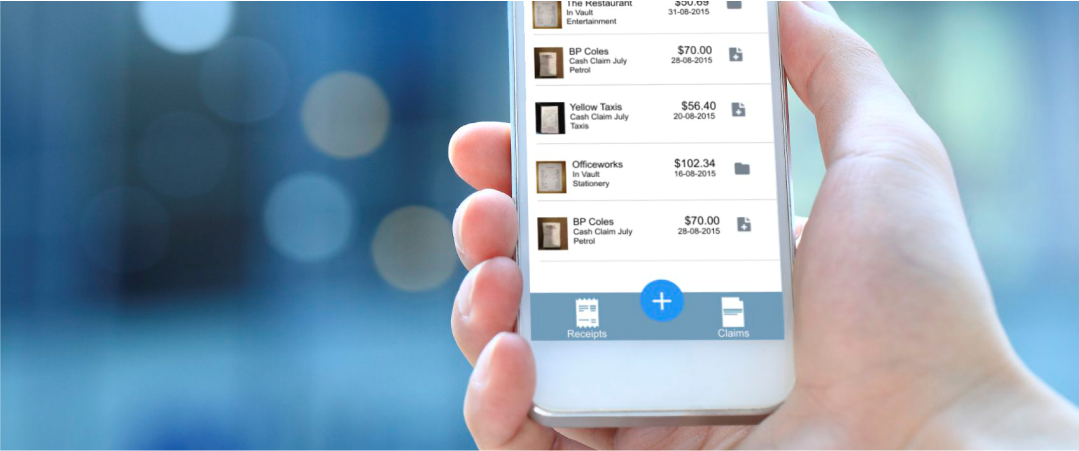 The Restaurant
In Vault
Entertainment
$50.69
31-08-2015
BP Coles
Cash Claim July
Petrol
$70.00
28-08-2015
Yellow Taxis
Cash Claim July
Taxis
$56.40
20-08-2015
Officeworks
In Vault
Stationery
$102.34
16-08-2015
BP Coles
Cash Claim July
Petrol
$70.00
28-08-2015
Receipts
Claims